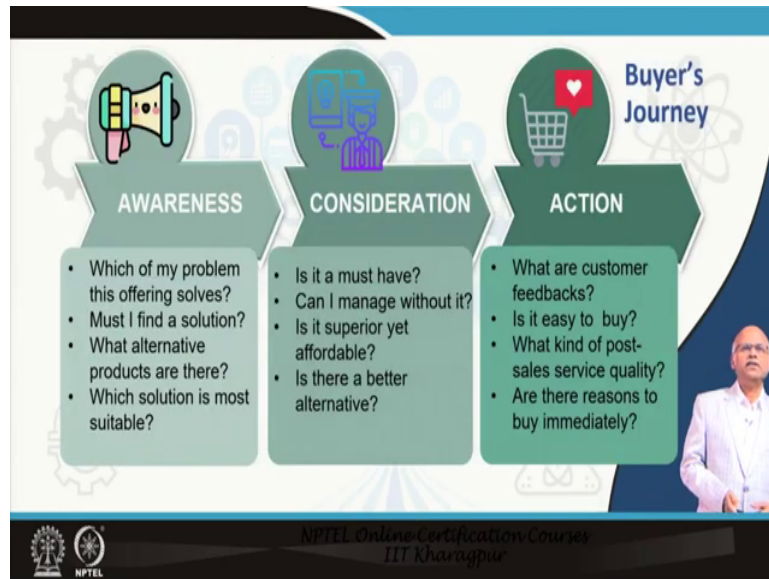 Buyer's
Journey
AWARENESS
CONSIDERATION
ACTION
• Which of my problem
this offering solves?
• Must I find a solution?
• What alternative
products are there?
• Which solution is most
suitable?
• Is it a must have?
• Can I manage without it?
• Is it superior yet
affordable?
• Is there a better
alternative?
• What are customer
feedbacks?
• Is it easy to buy?
• What kind of post-
sales service quality?
• Are there reasons to
buy immediately?
NPTEL Online Certification Courses
IIT Kharagpur
NPTEL